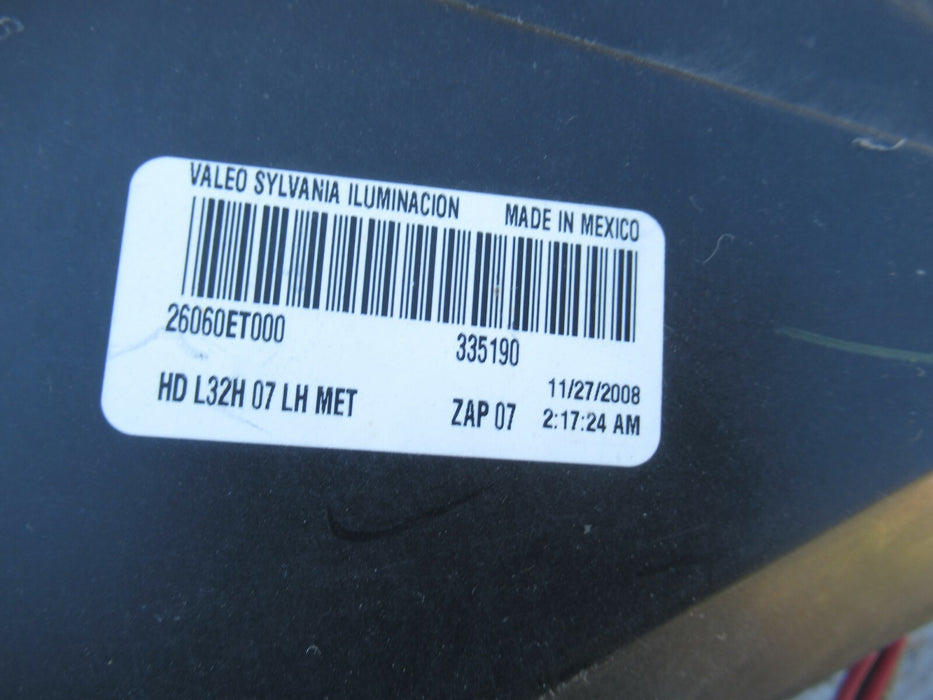 VALEO SYLVANIA ILUMINACION MADE IN MEXICO
26060ET000 335190
HD L32H 07 LH MET ZAP 07 11/27/2008
2:17:24 AM